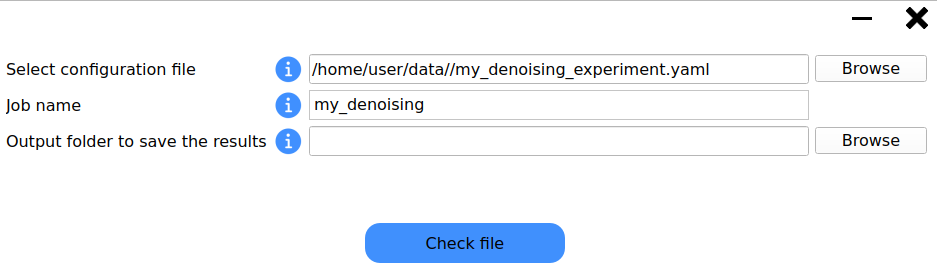 Select configuration file i /home/user/data//my_denoising_experiment.yaml Browse
Job name i my_denoising
Output folder to save the results i Browse
Check file